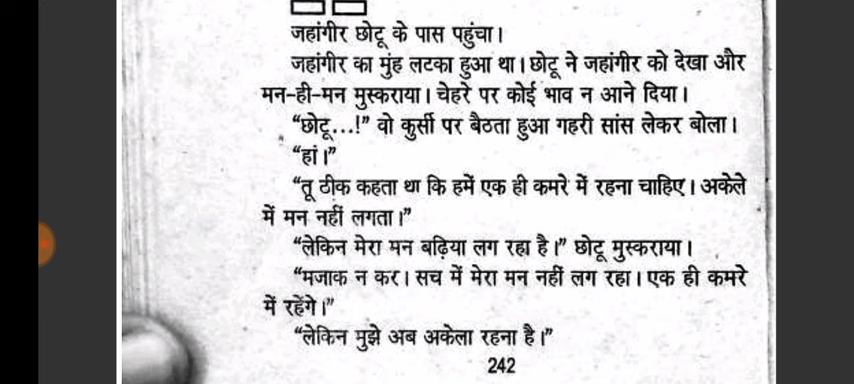 जहांगीर छोटू के पास पहुंचा।
जहांगीर का मुंह लटका हुआ था। छोटू ने जहांगीर को देखा और
मन-ही-मन मुस्कराया। चेहरे पर कोई भाव न आने दिया।
“छोटू...!” वो कुर्सी पर बैठता हुआ गहरी सांस लेकर बोला।
“हां।”
“तू ठीक कहता था कि हमें एक ही कमरे में रहना चाहिए। अकेले
में मन नहीं लगता।”
“लेकिन मेरा मन बढ़िया लग रहा है।” छोटू मुस्कराया।
“मजाक न कर। सच में मेरा मन नहीं लग रहा। एक ही कमरे
में रहेंगे।”
“लेकिन मुझे अब अकेला रहना है।”
242